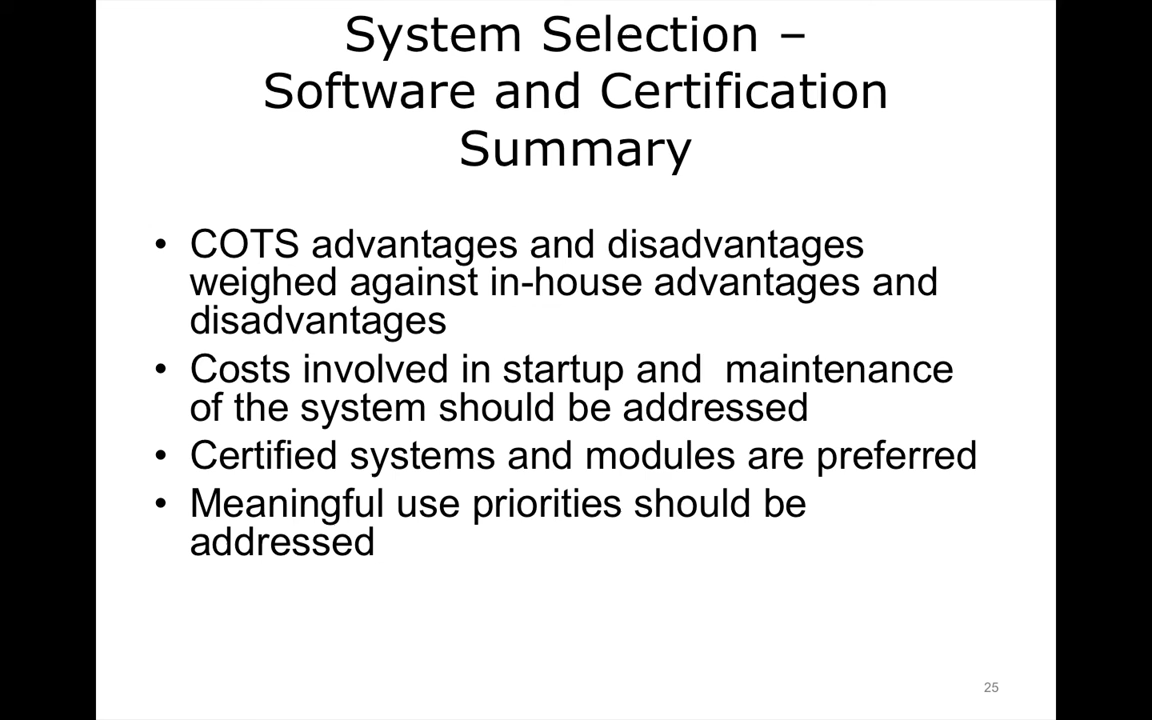 System Selection –
Software and Certification
Summary
• COTS advantages and disadvantages
weighed against in-house advantages and
disadvantages
• Costs involved in startup and  maintenance
of the system should be addressed
• Certified systems and modules are preferred
• Meaningful use priorities should be
addressed
25